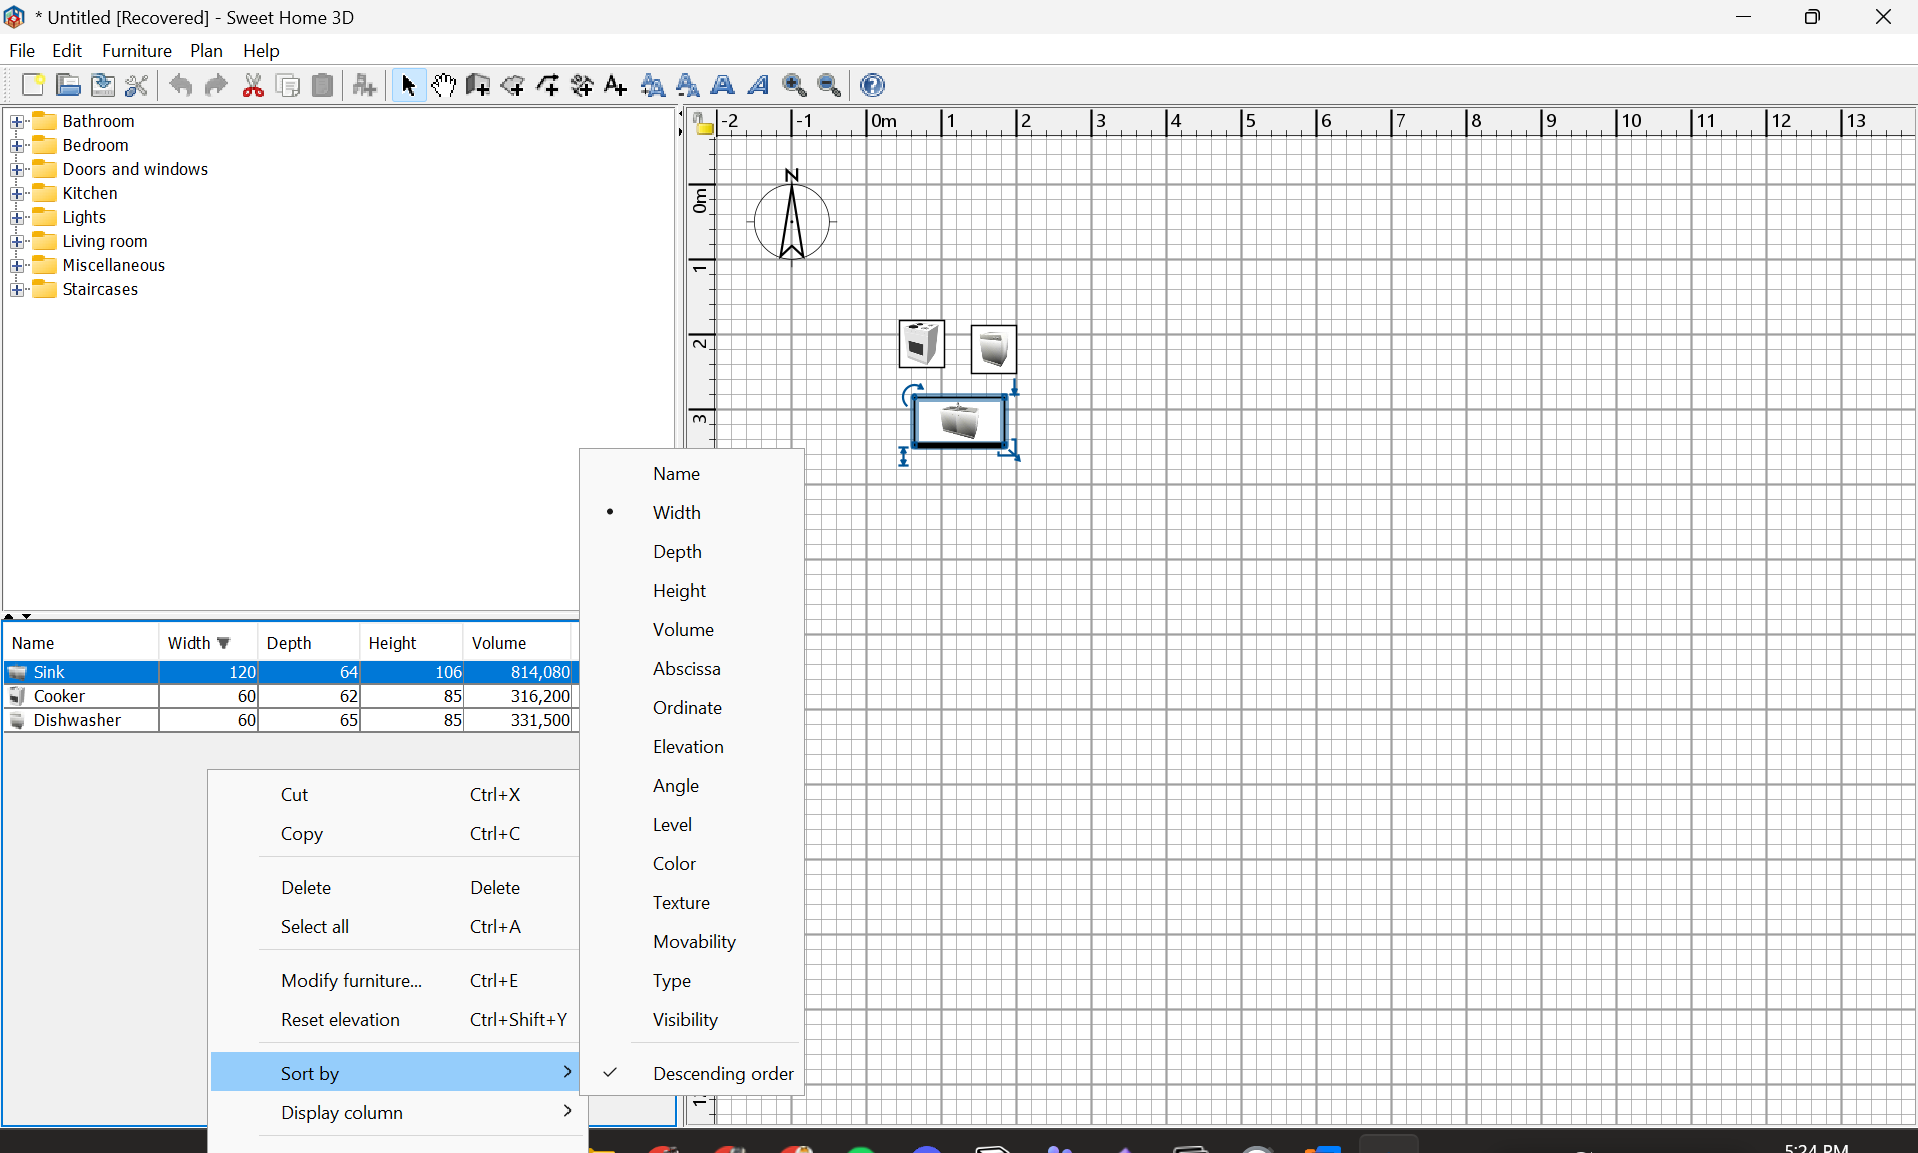 * Untitled [Recovered] - Sweet Home 3D
File Edit Furniture Plan Help
Bathroom
Bedroom
Doors and windows
Kitchen
Lights
Living room
Miscellaneous
Staircases
-2 -1 0m 1 2 3 4 5 6 7 8 9 10 11 12 13
N
0m
1
2
3
Name Width Depth Height Volume
Sink 120 64 106 814,080
Cooker 60 62 85 316,200
Dishwasher 60 65 85 331,500
Cut Ctrl+X
Copy Ctrl+C
Delete Delete
Select all Ctrl+A
Modify furniture... Ctrl+E
Reset elevation Ctrl+Shift+Y
Sort by
Display column
Name
Width
Depth
Height
Volume
Abscissa
Ordinate
Elevation
Angle
Level
Color
Texture
Movability
Type
Visibility
Descending order
5:24 PM